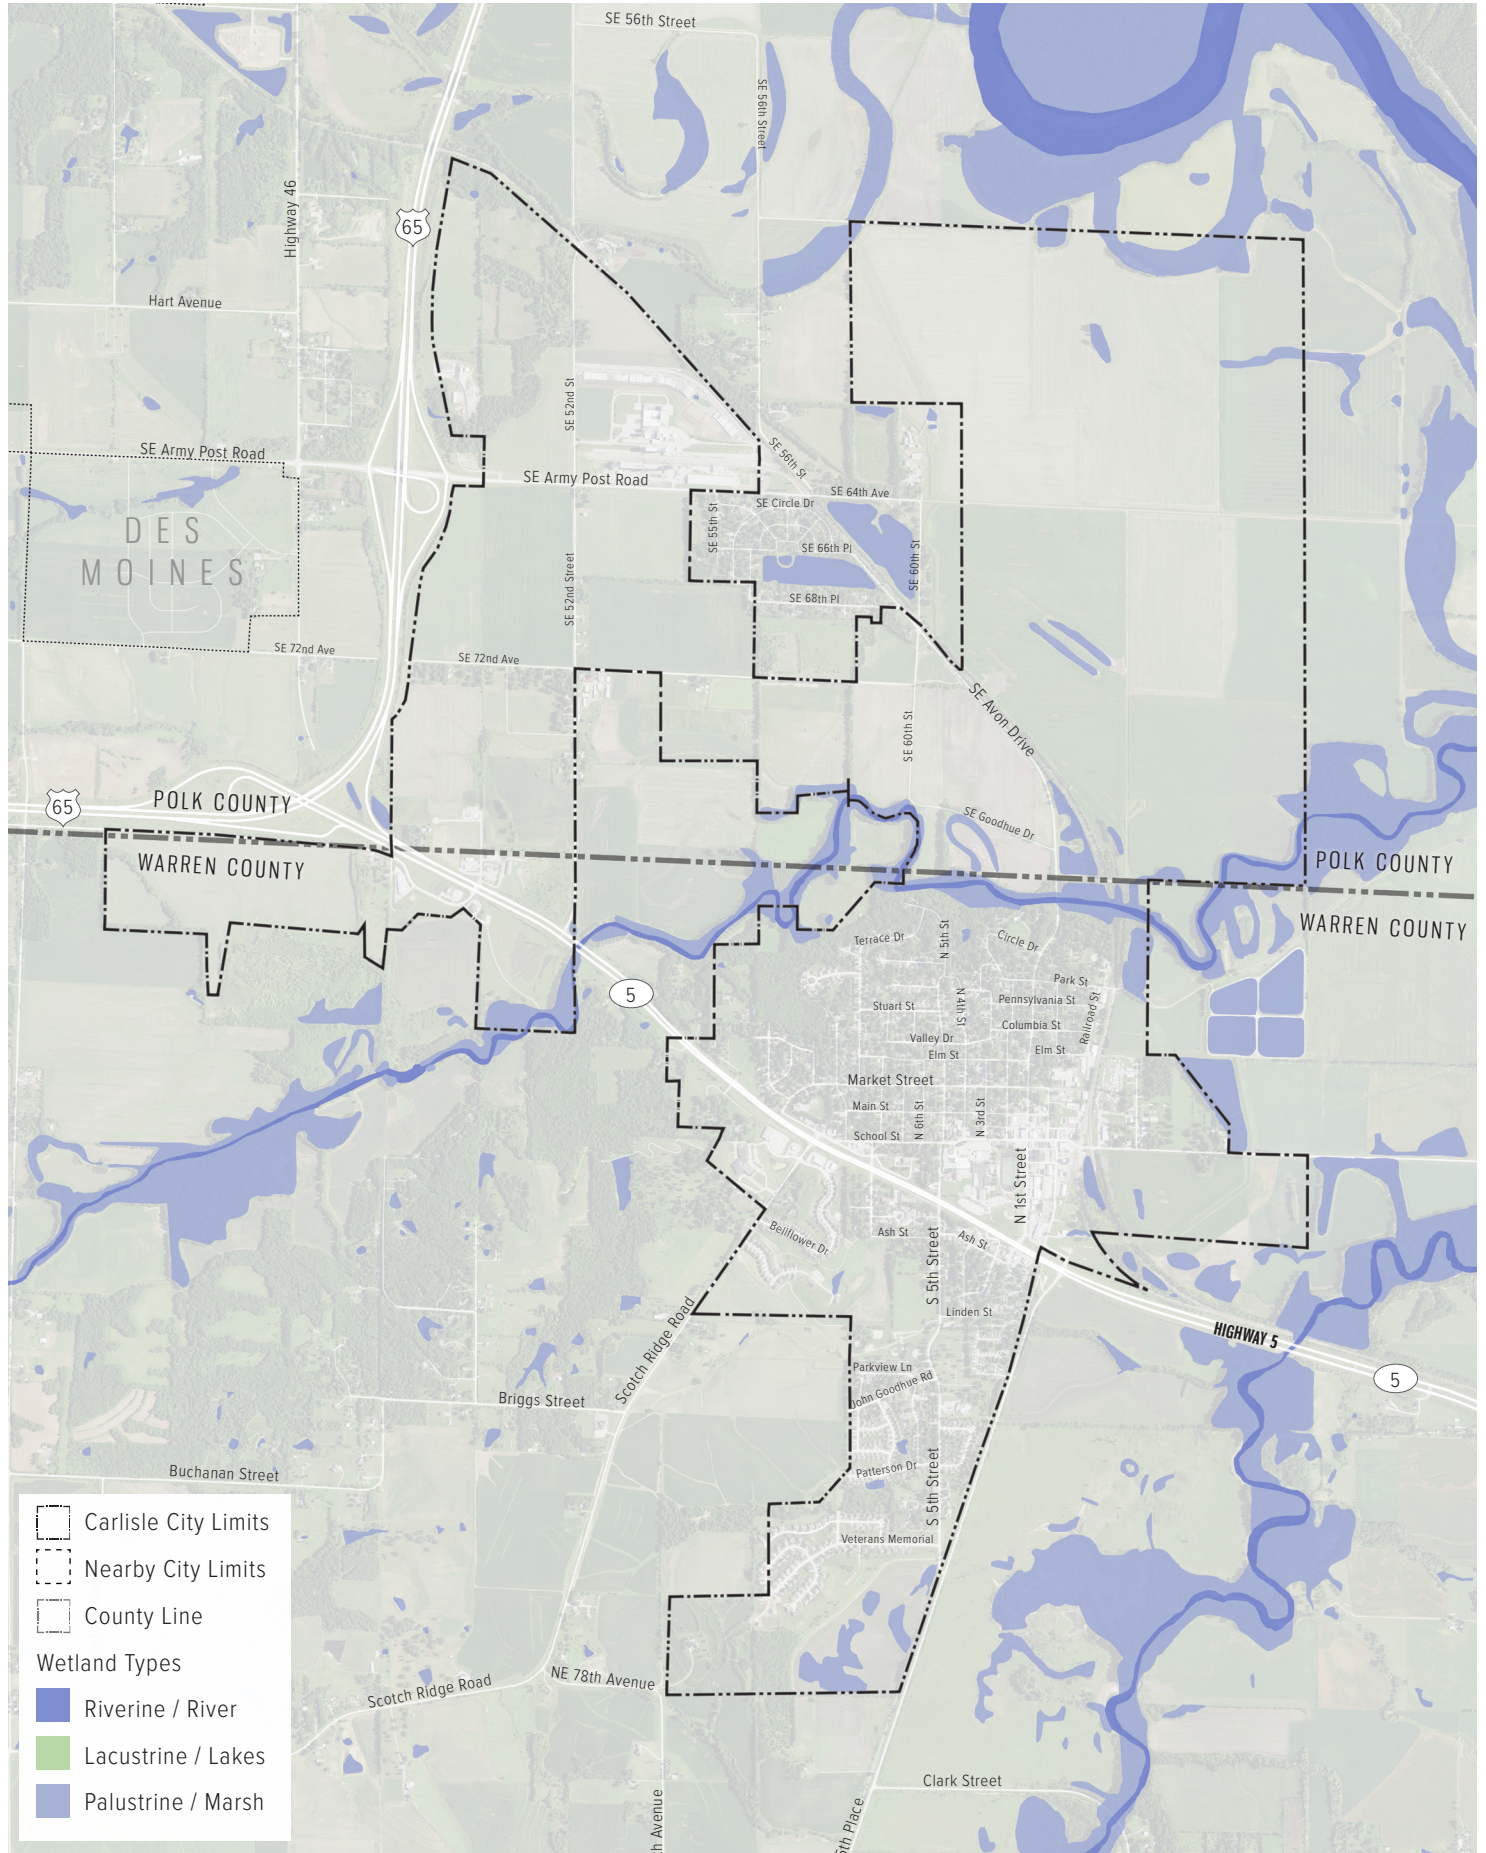 SE 56th Street
SE 56th Street
Highway 46
65
Hart Avenue
SE 52nd St
SE 56th St
SE Army Post Road
SE Army Post Road
SE 64th Ave
SE Circle Dr
SE 55th St
DES
MOINES
SE 66th Pl
SE 60th St
SE 52nd Street
SE 68th Pl
SE 72nd Ave
SE 72nd Ave
SE Avon Drive
SE 60th St
65
POLK COUNTY
SE Goodhue Dr
WARREN COUNTY
POLK COUNTY
WARREN COUNTY
Terrace Dr
N 5th St
Circle Dr
Park St
5
Stuart St
N 4th St
Pennsylvania St
Railroad St
Columbia St
Valley Dr
Elm St
Elm St
Market Street
Main St
N 6th St
N 3rd St
School St
N 1st Street
Bellflower Dr
Ash St
Ash St
S 5th Street
Linden St
HIGHWAY 5
5
Scotch Ridge Road
Parkview Ln
John Goodhue Rd
Briggs Street
Buchanan Street
Patterson Dr
S 5th Street
Veterans Memorial
Carlisle City Limits
Nearby City Limits
County Line
Wetland Types
Riverine / River
Lacustrine / Lakes
Palustrine / Marsh
Scotch Ridge Road
NE 78th Avenue
Clark Street
h Avenue
5th Place